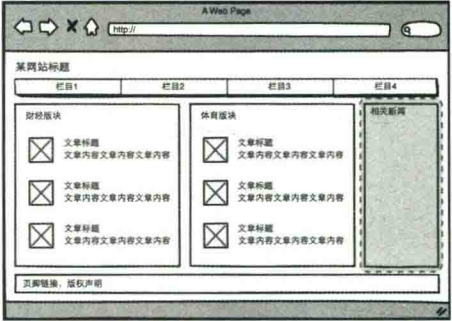 A Web Page
http://
某网站标题
栏目1 栏目2 栏目3 栏目4
财经版块
文章标题
文章内容文章内容文章内容
文章标题
文章内容文章内容文章内容
文章标题
文章内容文章内容文章内容
体育版块
文章标题
文章内容文章内容文章内容
文章标题
文章内容文章内容文章内容
文章标题
文章内容文章内容文章内容
相关新闻
页脚链接，版权声明